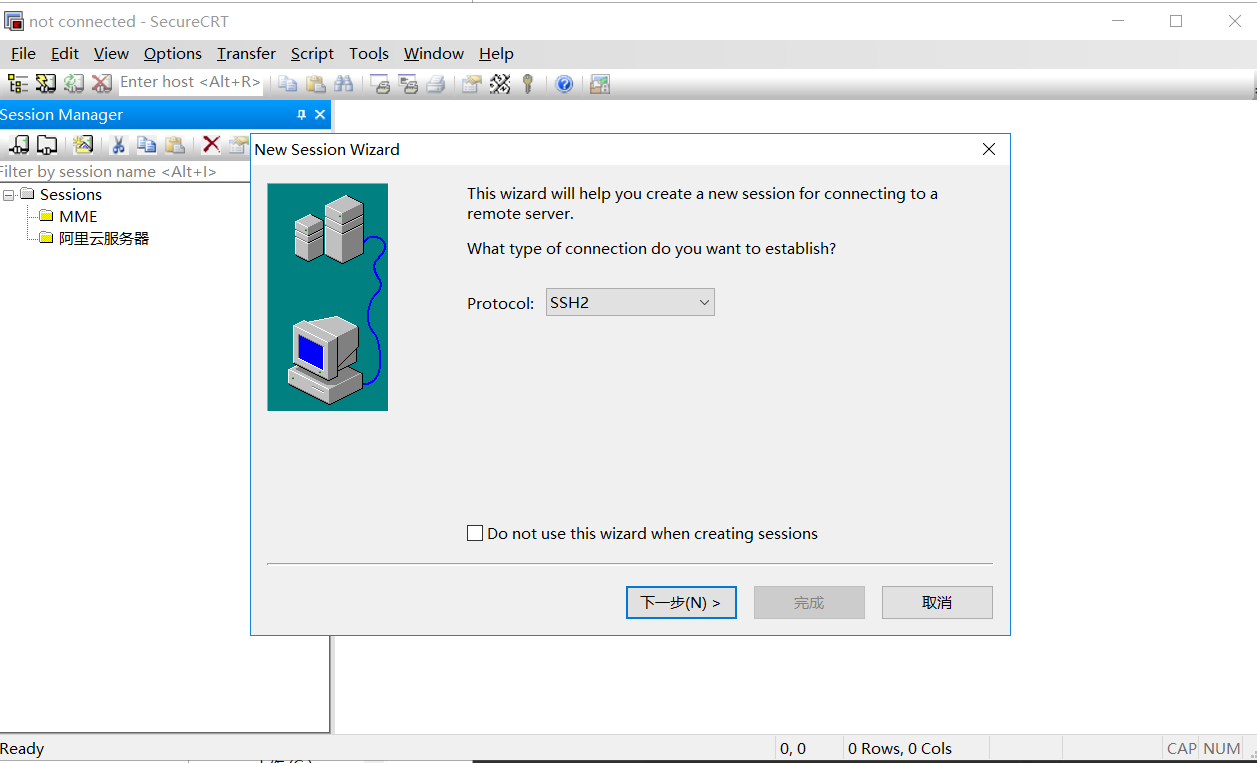 not connected - SecureCRT
File Edit View Options Transfer Script Tools Window Help
Enter host <Alt+R>
Session Manager
Filter by session name <Alt+I>
Sessions
MME
阿里云服务器
New Session Wizard
This wizard will help you create a new session for connecting to a
remote server.
What type of connection do you want to establish?
Protocol: SSH2
Do not use this wizard when creating sessions
下一步(N) > 完成 取消
Ready 0, 0 0 Rows, 0 Cols CAP NUM